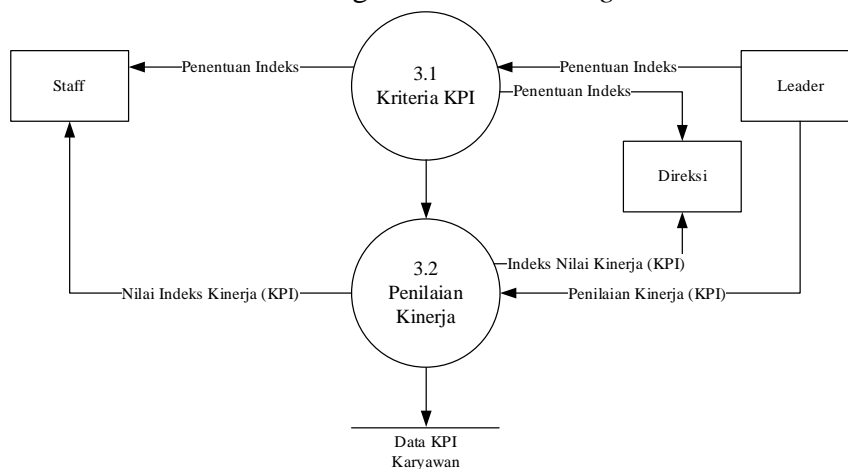 Penentuan Indeks
3.1
Kriteria KPI
Penentuan Indeks
Staff
Leader
Penentuan Indeks
Direksi
3.2
Penilaian
Kinerja
Indeks Nilai Kinerja (KPI)
Nilai Indeks Kinerja (KPI)
Penilaian Kinerja (KPI)
Data KPI
Karyawan